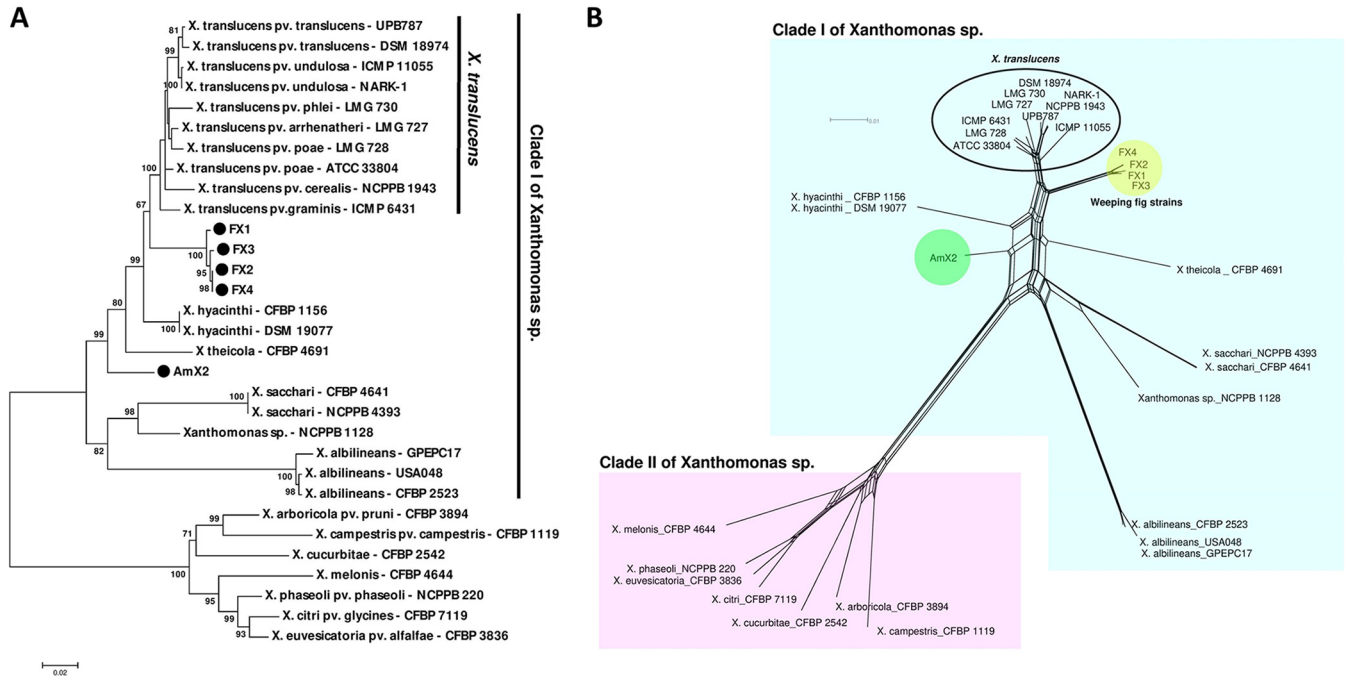 A
X. translucens pv. translucens - UPB787
81
X. translucens pv. translucens - DSM 18974
99
X. translucens pv. undulosa - ICMP 11055
100
X. translucens pv. undulosa - NARK-1
X. translucens pv. phlei - LMG 730
X. translucens pv. arrhenatheri - LMG 727
X. translucens pv. poae - LMG 728
100
X. translucens pv. poae - ATCC 33804
X. translucens pv. cerealis - NCPPB 1943
67
X. translucens pv.graminis - ICMP 6431
X. translucens
Clade I of Xanthomonas sp.
FX1
100
FX3
99
95
FX2
98
FX4
80
X. hyacinthi - CFBP 1156
100
X. hyacinthi - DSM 19077
99
X theicola - CFBP 4691
AmX2
100
X. sacchari - CFBP 4641
98
X. sacchari - NCPPB 4393
Xanthomonas sp. - NCPPB 1128
82
X. albilineans - GPEPC17
100
X. albilineans - USA048
98
X. albilineans - CFBP 2523
99
X. arboricola pv. pruni - CFBP 3894
71
X. campestris pv. campestris - CFBP 1119
X. cucurbitae - CFBP 2542
100
X. melonis - CFBP 4644
95
X. phaseoli pv. phaseoli - NCPPB 220
99
X. citri pv. glycines - CFBP 7119
93
X. euvesicatoria pv. alfalfae - CFBP 3836
0.02
B
Clade I of Xanthomonas sp.
X. translucens
DSM 18974
LMG 730
NARK-1
LMG 727
NCPPB 1943
UPB787
ICMP 6431
ICMP 11055
LMG 728
ATCC 33804
0.01
FX4
FX2
FX1
FX3
Weeping fig strains
X. hyacinthi _ CFBP 1156
X. hyacinthi _ DSM 19077
AmX2
X theicola _ CFBP 4691
X. sacchari_NCPPB 4393
X. sacchari_CFBP 4641
Xanthomonas sp._NCPPB 1128
X. albilineans_CFBP 2523
X. albilineans_USA048
X. albilineans_GPEPC17
Clade II of Xanthomonas sp.
X. melonis_CFBP 4644
X. phaseoli_NCPPB 220
X. euvesicatoria_CFBP 3836
X. citri_CFBP 7119
X. arboricola_CFBP 3894
X. cucurbitae_CFBP 2542
X. campestris_CFBP 1119